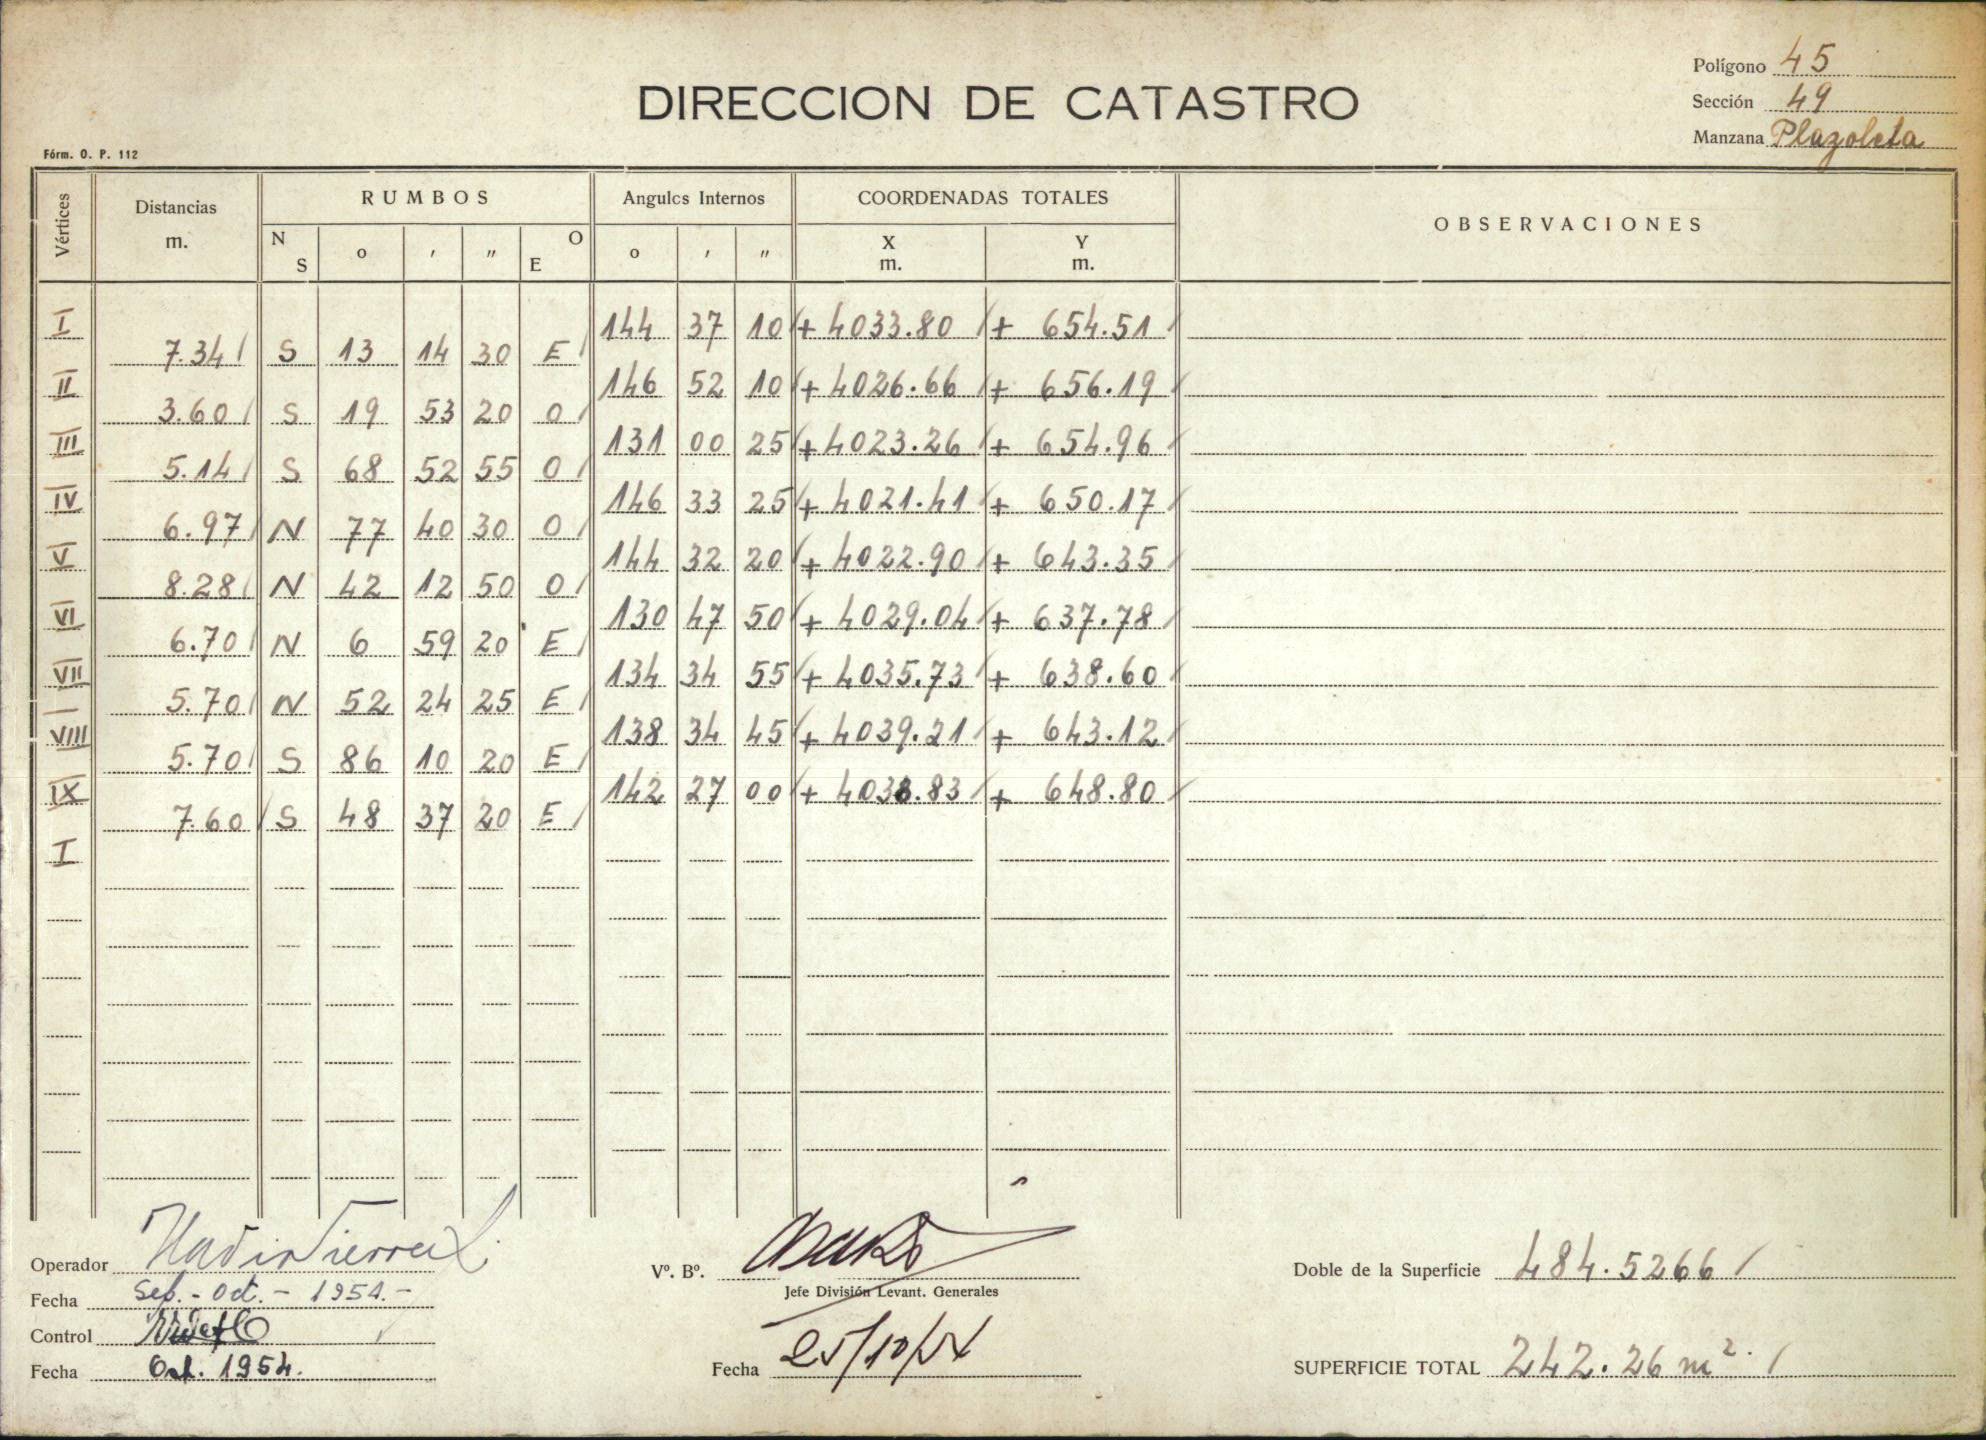 Polígono 45
DIRECCION DE CATASTRO
Sección 49
Manzana Plazoleta
Fórm. O. P. 112
Vértices Distancias m. RUMBOS N S o ′ ″ O E Angulos Internos o ′ ″ COORDENADAS TOTALES X m. Y m. OBSERVACIONES
I 144 37 10 + 4033.80 + 654.51
7.34 S 13 14 30 E
II 146 52 10 + 4026.66 + 656.19
3.60 S 19 53 20 O
III 131 00 25 + 4023.26 + 654.96
5.14 S 68 52 55 O
IV 146 33 25 + 4021.41 + 650.17
6.97 N 77 40 30 O
V 144 32 20 + 4022.90 + 643.35
8.28 N 42 12 50 O
VI 130 47 50 + 4029.04 + 637.78
6.70 N 6 59 20 E
VII 134 34 55 + 4035.73 + 638.60
5.70 N 52 24 25 E
VIII 138 34 45 + 4039.21 + 643.12
5.70 S 86 10 20 E
IX 142 27 00 + 4038.83 + 648.80
7.60 S 48 37 20 E
I
Operador
Fecha Sep. - Oct. - 1954.-
Control
Fecha Oct. 1954.
Vº. Bº.
Jefe División Levant. Generales
Fecha 25/10/54
Doble de la Superficie 484.5266
SUPERFICIE TOTAL 242.26 m².